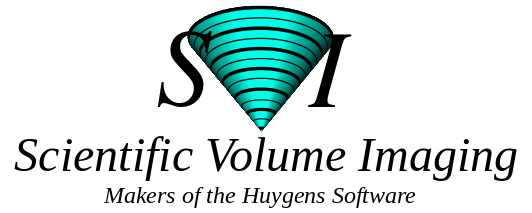 SVI
Scientific Volume Imaging
Makers of the Huygens Software